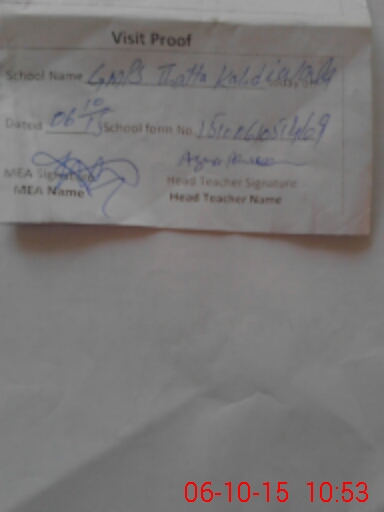 Visit Proof
School Name GMPS Thatta
Dated 06 10/15 School form No.
MEA Signature
Head Teacher Signature
MEA Name
Head Teacher Name
06-10-15 10:53